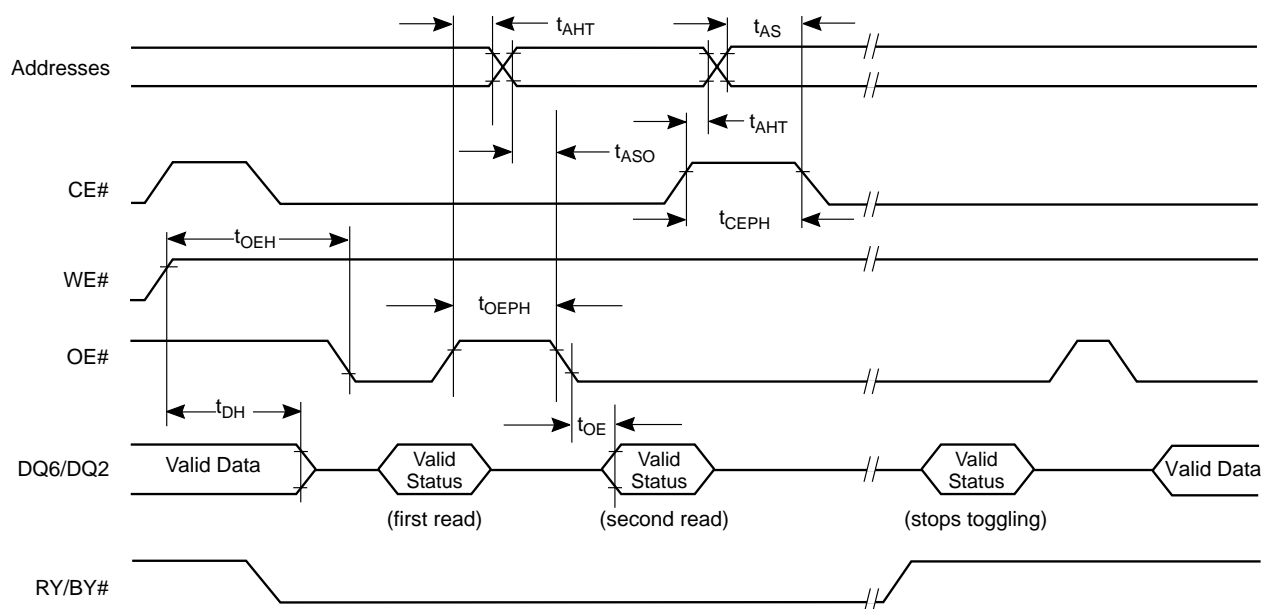 tAHT
tAS
Addresses
tAHT
tASO
CE#
tCEPH
tOEH
WE#
tOEPH
OE#
tDH
tOE
DQ6/DQ2
Valid Data
Valid
Status
Valid
Status
Valid
Status
Valid Data
(first read)
(second read)
(stops toggling)
RY/BY#